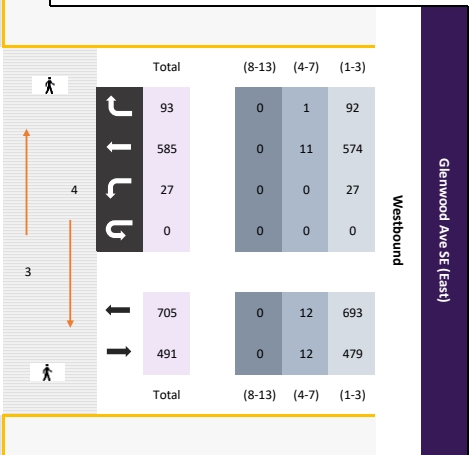 Total (8-13) (4-7) (1-3)
93 0 1 92
585 0 11 574
4 27 0 0 27
0 0 0 0
3
705 0 12 693
491 0 12 479
Total (8-13) (4-7) (1-3)
Westbound
Glenwood Ave SE (East)